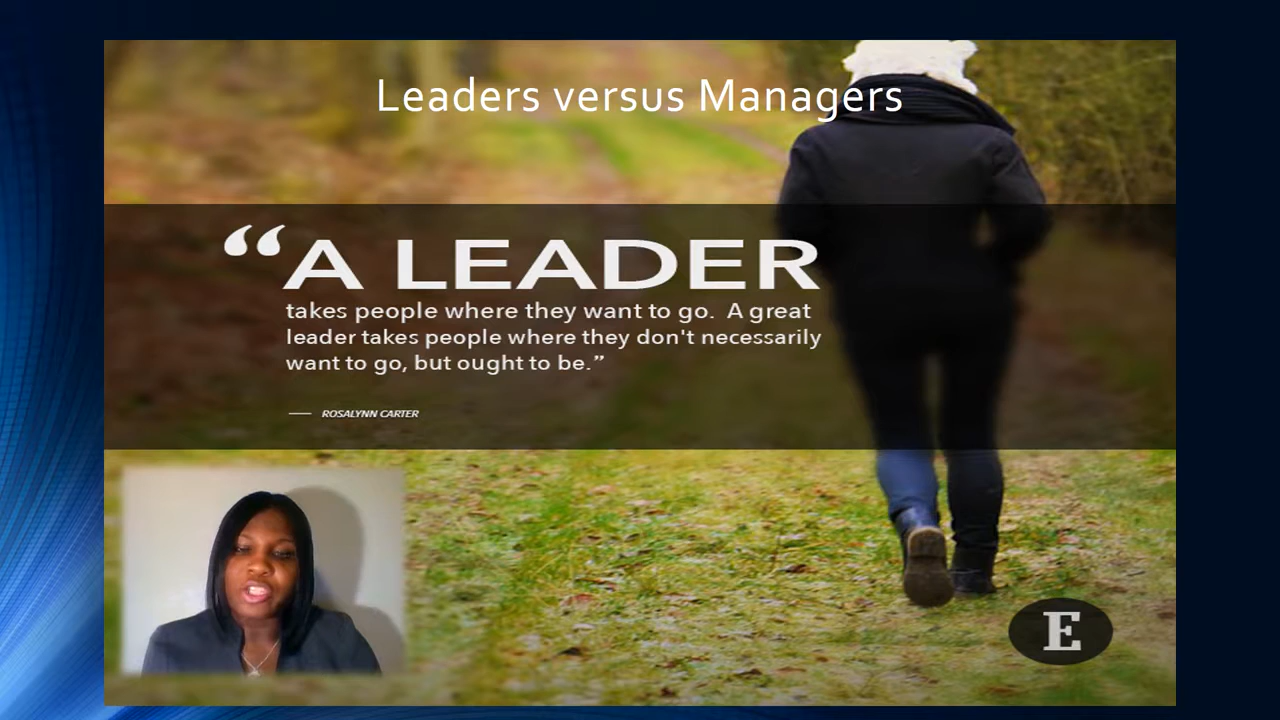 Leaders versus Managers
“A LEADER
takes people where they want to go.  A great
leader takes people where they don't necessarily
want to go, but ought to be.”
— ROSALYNN CARTER
E